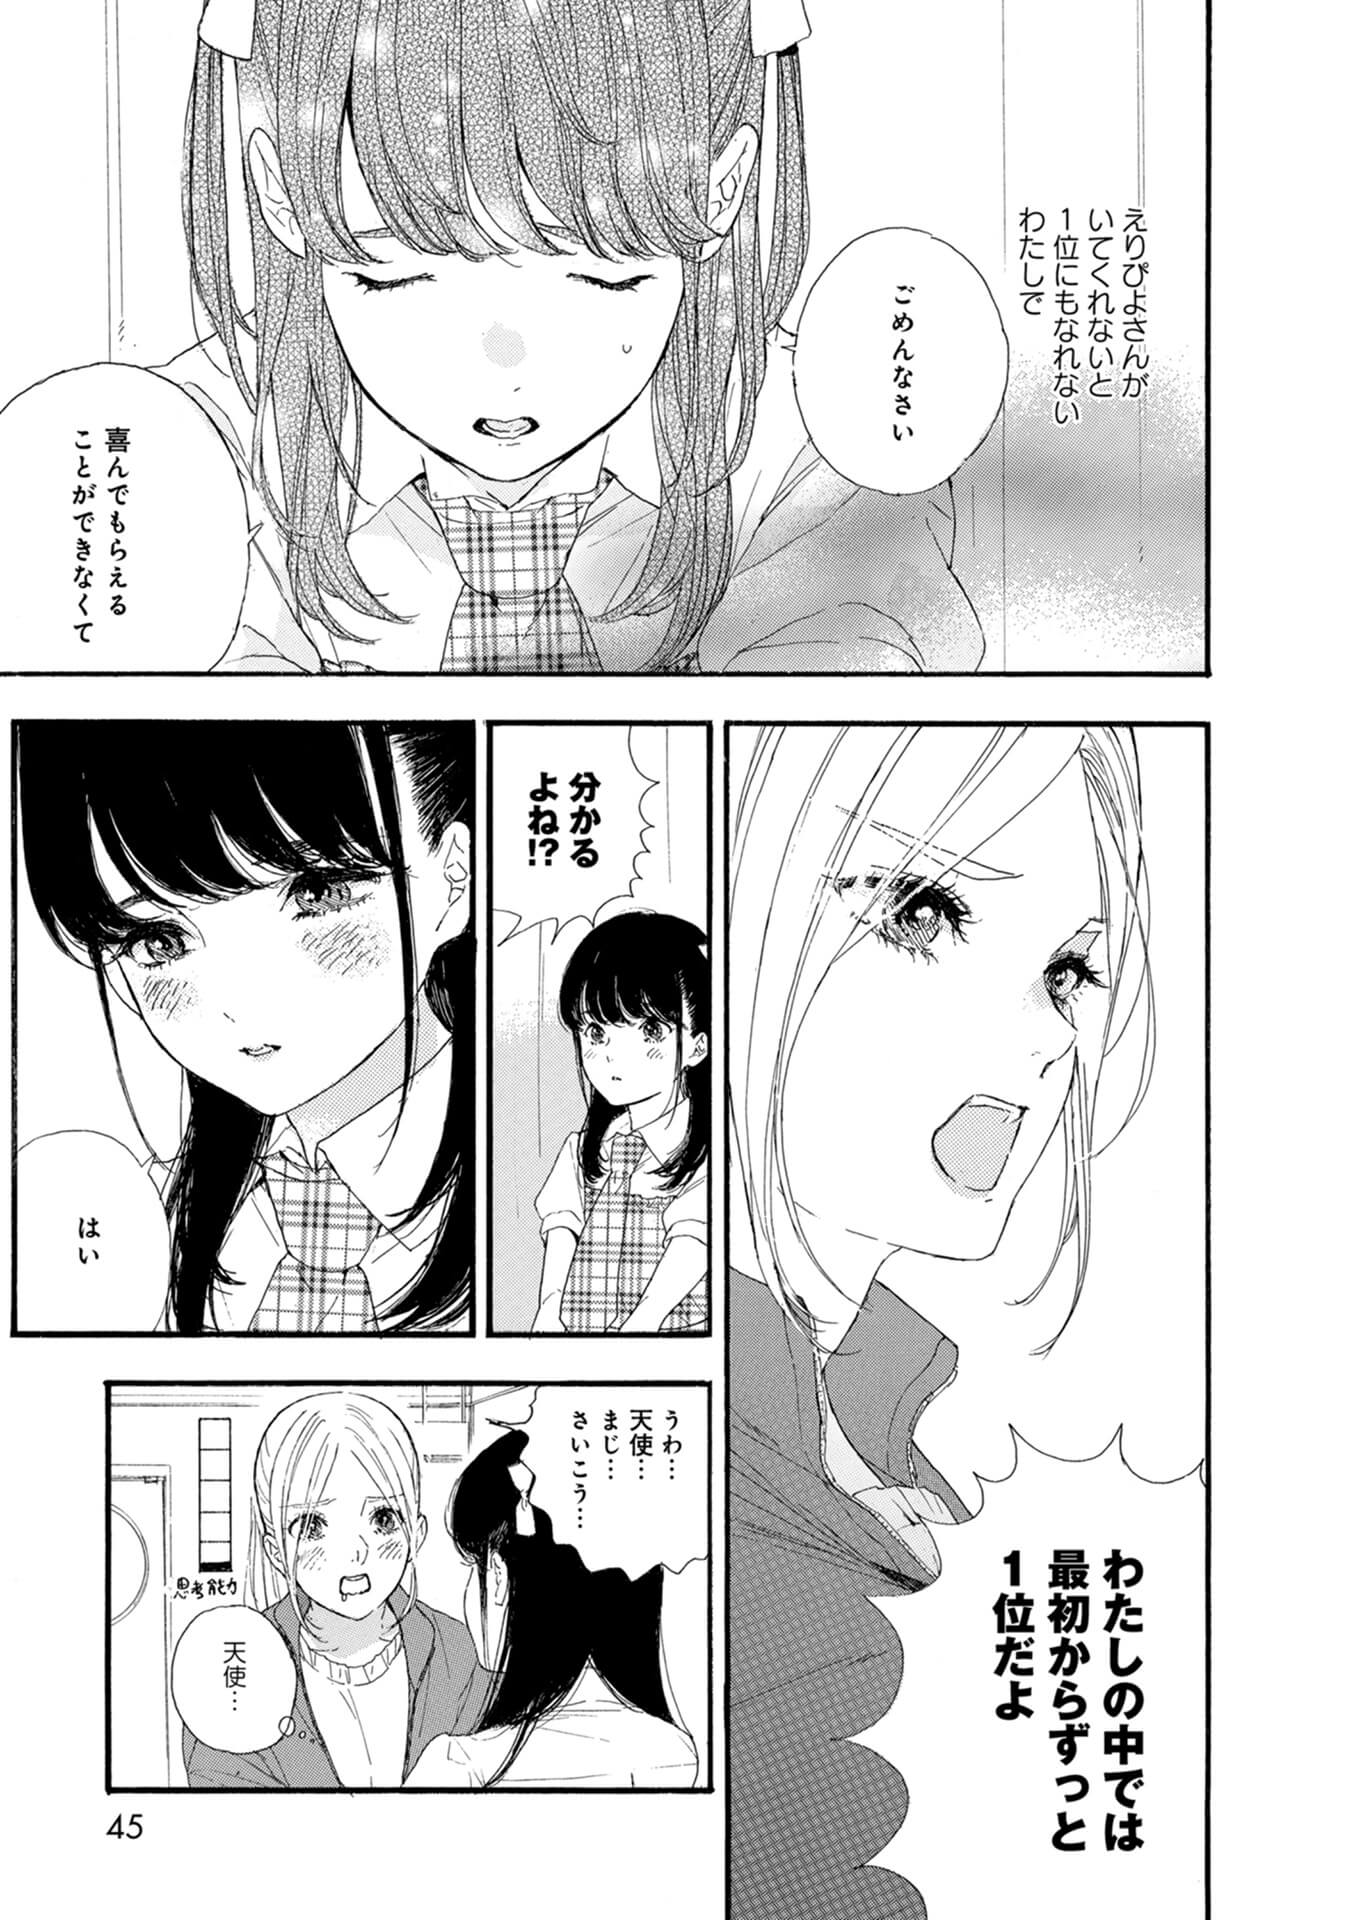 えりぴよさんが
いてくれないと
1位にもなれない
わたしで
ごめんなさい
喜んでもらえる
ことができなくて
わたしの中では
最初からずっと
1位だよ
分かる
よね!?
はい
うわ…
天使…
まじ…
さいこう…
思考能力
天使…
45